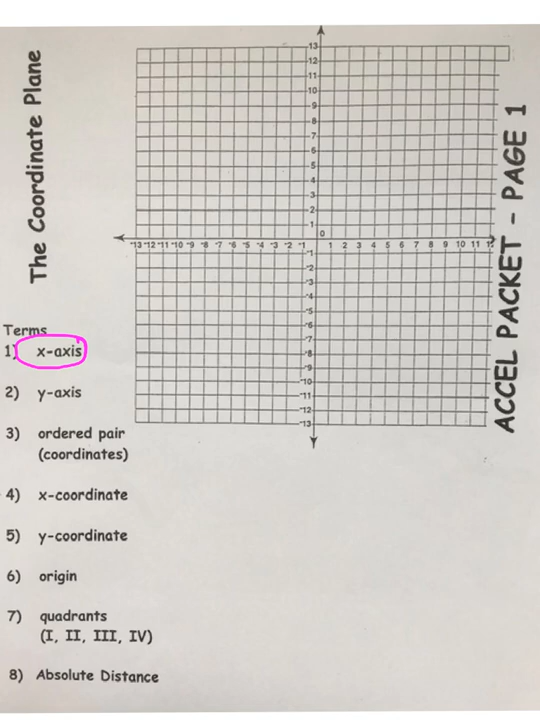 The Coordinate Plane
ACCEL PACKET - PAGE 1
13
12
11
10
9
8
7
6
5
4
3
2
1
0
-13 -12 -11 -10 -9 -8 -7 -6 -5 -4 -3 -2 -1 1 2 3 4 5 6 7 8 9 10 11
-1
-2
-3
-4
-5
-6
-7
-8
-9
-10
-11
-12
-13
Terms
1) x-axis
2) y-axis
3) ordered pair
(coordinates)
4) x-coordinate
5) y-coordinate
6) origin
7) quadrants
(I, II, III, IV)
8) Absolute Distance